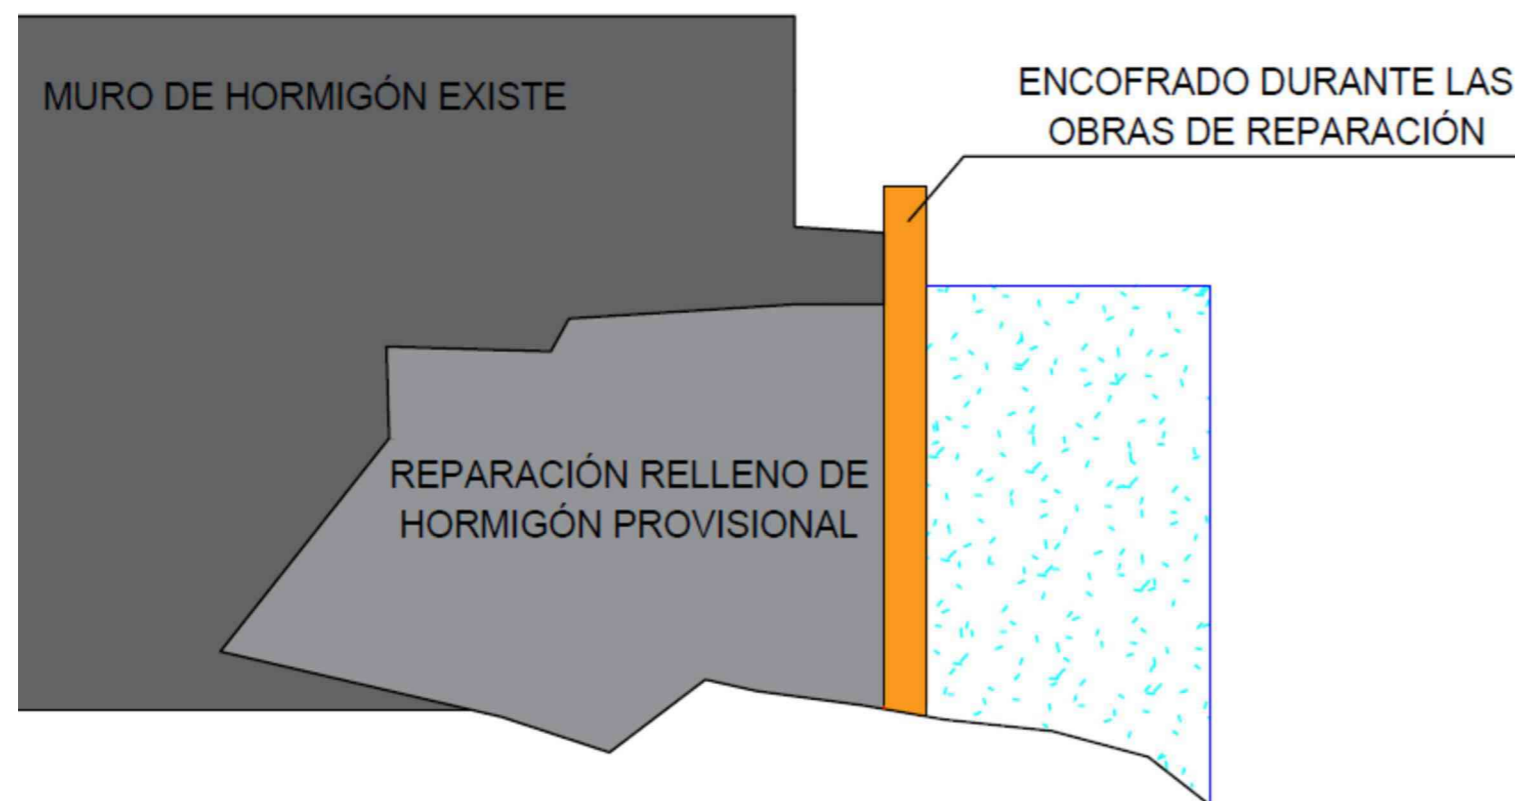 MURO DE HORMIGÓN EXISTE
ENCOFRADO DURANTE LAS
OBRAS DE REPARACIÓN
REPARACIÓN RELLENO DE
HORMIGÓN PROVISIONAL